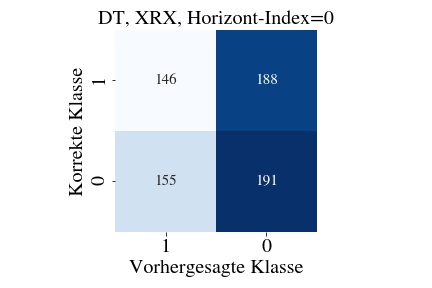 DT, XRX, Horizont-Index=0
Korrekte Klasse
1
146
188
0
155
191
1
0
Vorhergesagte Klasse